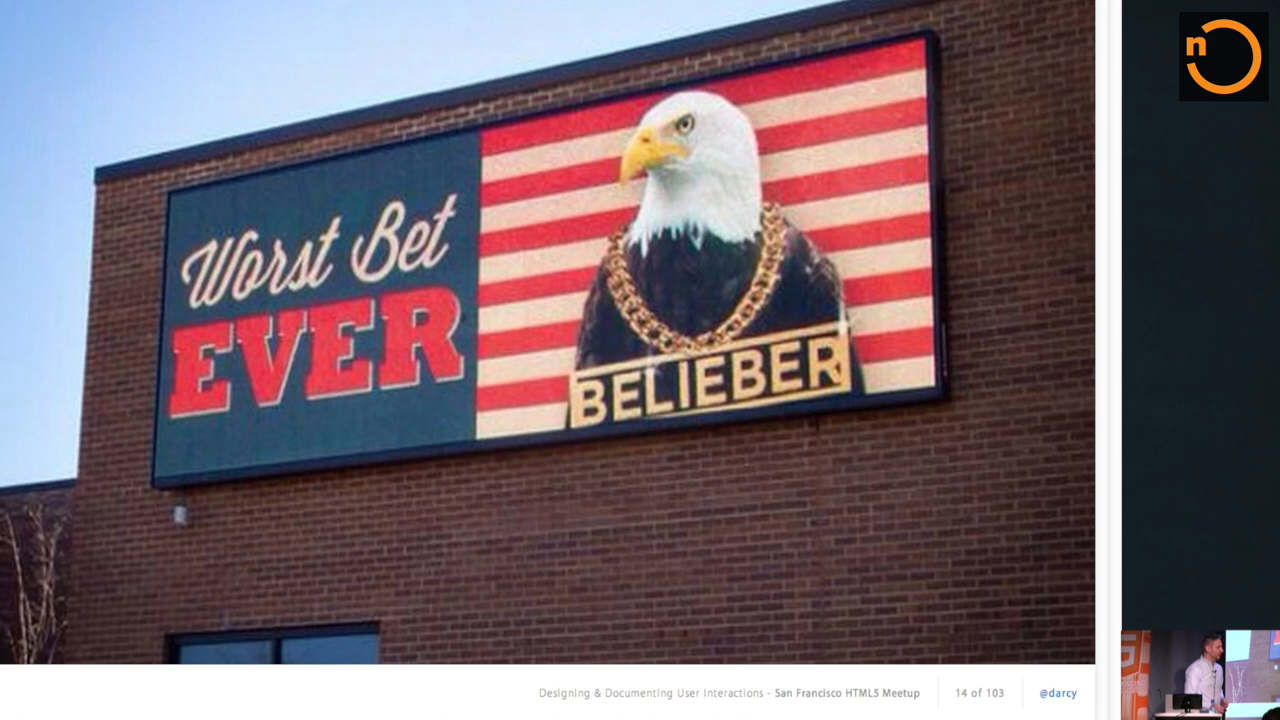 Worst Bet
EVER
BELIEBER
n
Designing & Documenting User Interactions - San Francisco HTML5 Meetup
14 of 103
@darcy